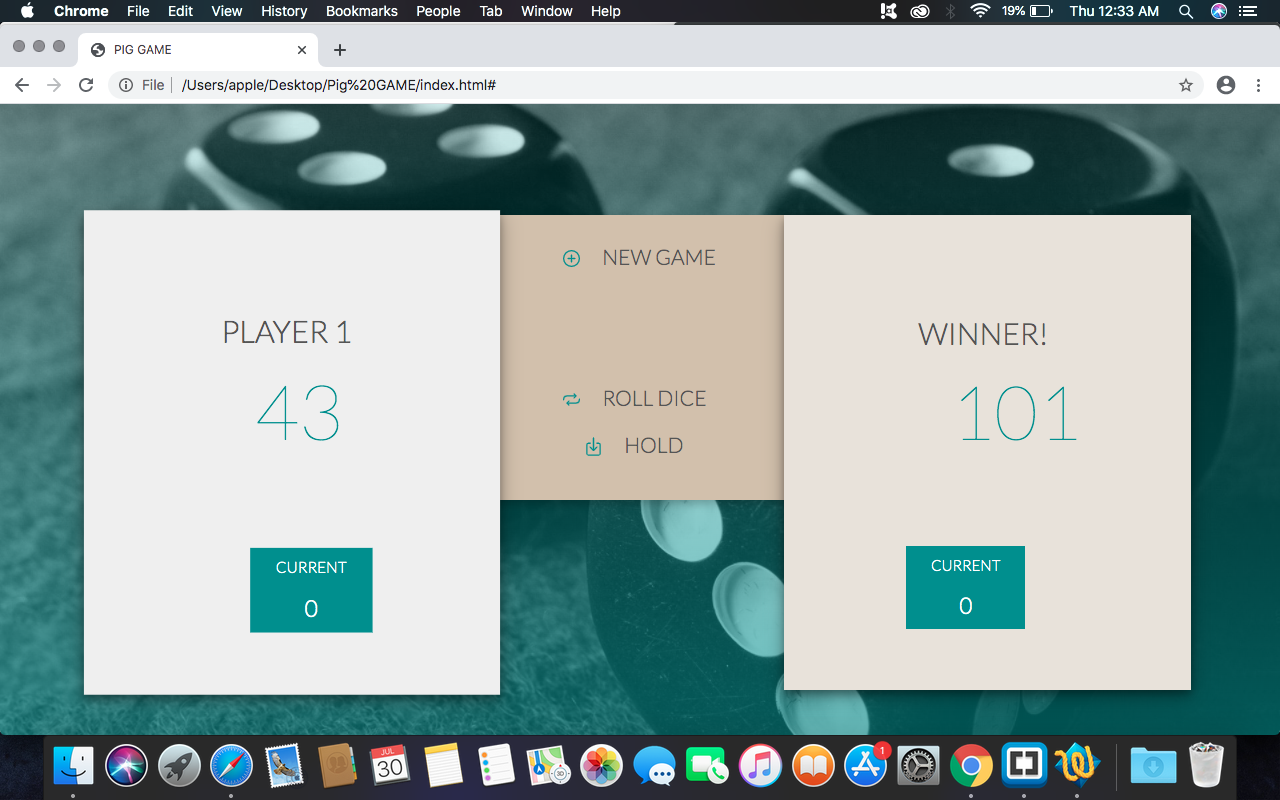 Chrome File Edit View History Bookmarks People Tab Window Help 19% Thu 12:33 AM
PIG GAME
File /Users/apple/Desktop/Pig%20GAME/index.html#
NEW GAME
PLAYER 1
WINNER!
43
101
ROLL DICE
HOLD
CURRENT
0
CURRENT
0
JUL
30
3D
1